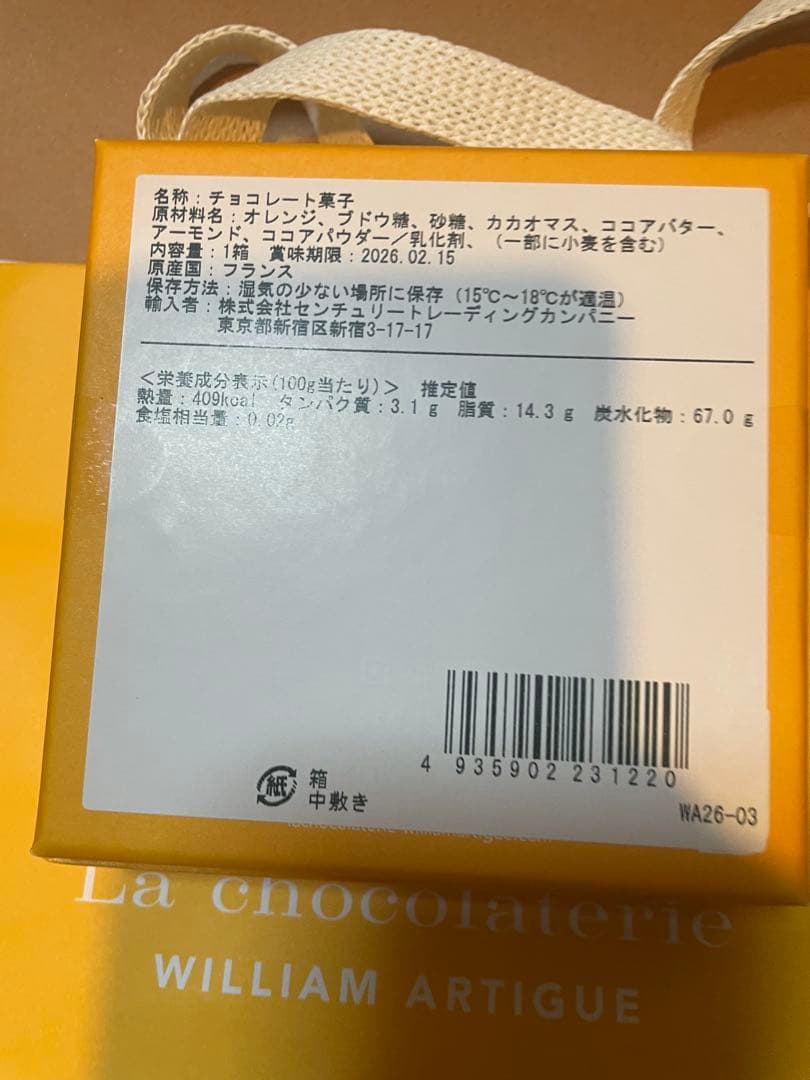 名称：チョコレート菓子
原材料名：オレンジ、ブドウ糖、砂糖、カカオマス、ココアバター、
アーモンド、ココアパウダー／乳化剤、（一部に小麦を含む）
内容量：1箱　賞味期限：2026.02.15
原産国：フランス
保存方法：湿気の少ない場所に保存（15℃～18℃が適温）
輸入者：株式会社センチュリートレーディングカンパニー
東京都新宿区新宿3-17-17
＜栄養成分表示(100g当たり)＞　推定値
熱量：409kcal　タンパク質：3.1 g　脂質：14.3 g　炭水化物：67.0 g
食塩相当量：0.02g
4 935902 231220
紙 箱
中敷き
WA26-03
La chocolaterie
WILLIAM ARTIGUE